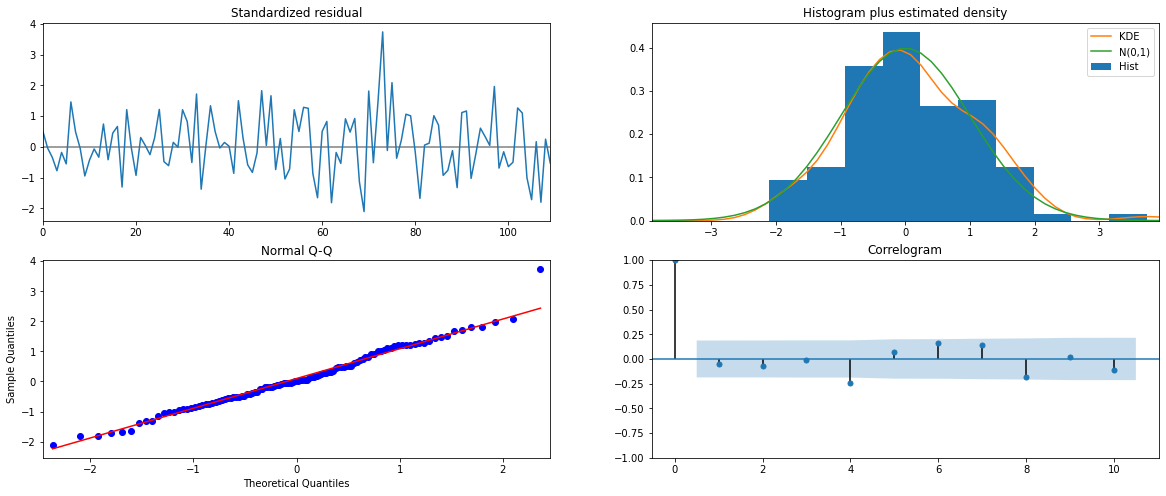 Standardized residual
4
3
2
1
0
−1
−2
0 20 40 60 80 100
Histogram plus estimated density
KDE
N(0,1)
Hist
0.4
0.3
0.2
0.1
0.0
−3 −2 −1 0 1 2 3
Normal Q-Q
Sample Quantiles
4
3
2
1
0
−1
−2
−2 −1 0 1 2
Theoretical Quantiles
Correlogram
1.00
0.75
0.50
0.25
0.00
−0.25
−0.50
−0.75
−1.00
0 2 4 6 8 10